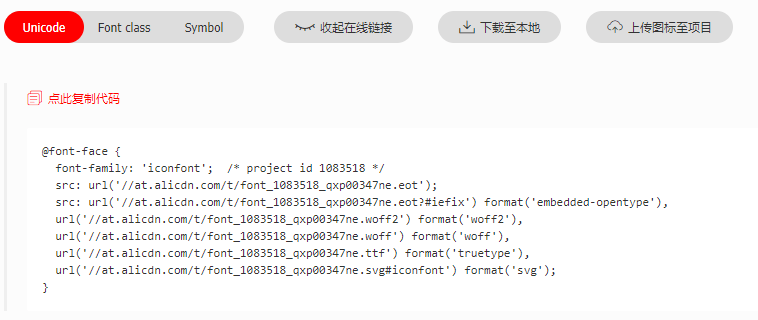 Unicode Font class Symbol 收起在线链接 下载至本地 上传图标至项目
点此复制代码
@font-face {
  font-family: 'iconfont';  /* project id 1083518 */
  src: url('//at.alicdn.com/t/font_1083518_qxp00347ne.eot');
  src: url('//at.alicdn.com/t/font_1083518_qxp00347ne.eot?#iefix') format('embedded-opentype'),
  url('//at.alicdn.com/t/font_1083518_qxp00347ne.woff2') format('woff2'),
  url('//at.alicdn.com/t/font_1083518_qxp00347ne.woff') format('woff'),
  url('//at.alicdn.com/t/font_1083518_qxp00347ne.ttf') format('truetype'),
  url('//at.alicdn.com/t/font_1083518_qxp00347ne.svg#iconfont') format('svg');
}